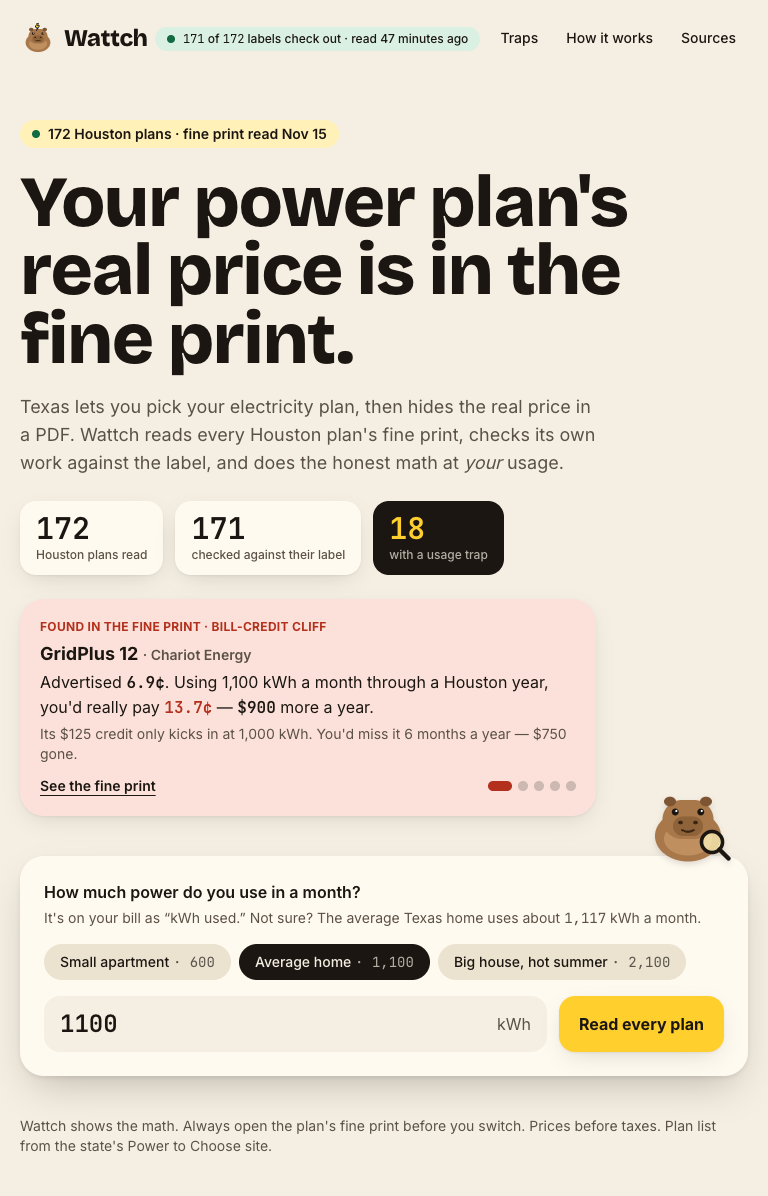 Wattch
171 of 172 labels check out · read 47 minutes ago
Traps
How it works
Sources
172 Houston plans · fine print read Nov 15
Your power plan's
real price is in the
fine print.
Texas lets you pick your electricity plan, then hides the real price in
a PDF. Wattch reads every Houston plan's fine print, checks its own
work against the label, and does the honest math at your usage.
172
Houston plans read
171
checked against their label
18
with a usage trap
FOUND IN THE FINE PRINT · BILL-CREDIT CLIFF
GridPlus 12 · Chariot Energy
Advertised 6.9¢. Using 1,100 kWh a month through a Houston year,
you'd really pay 13.7¢ — $900 more a year.
Its $125 credit only kicks in at 1,000 kWh. You'd miss it 6 months a year — $750
gone.
See the fine print
How much power do you use in a month?
It's on your bill as “kWh used.” Not sure? The average Texas home uses about 1,117 kWh a month.
Small apartment · 600
Average home · 1,100
Big house, hot summer · 2,100
1100
kWh
Read every plan
Wattch shows the math. Always open the plan's fine print before you switch. Prices before taxes. Plan list
from the state's Power to Choose site.